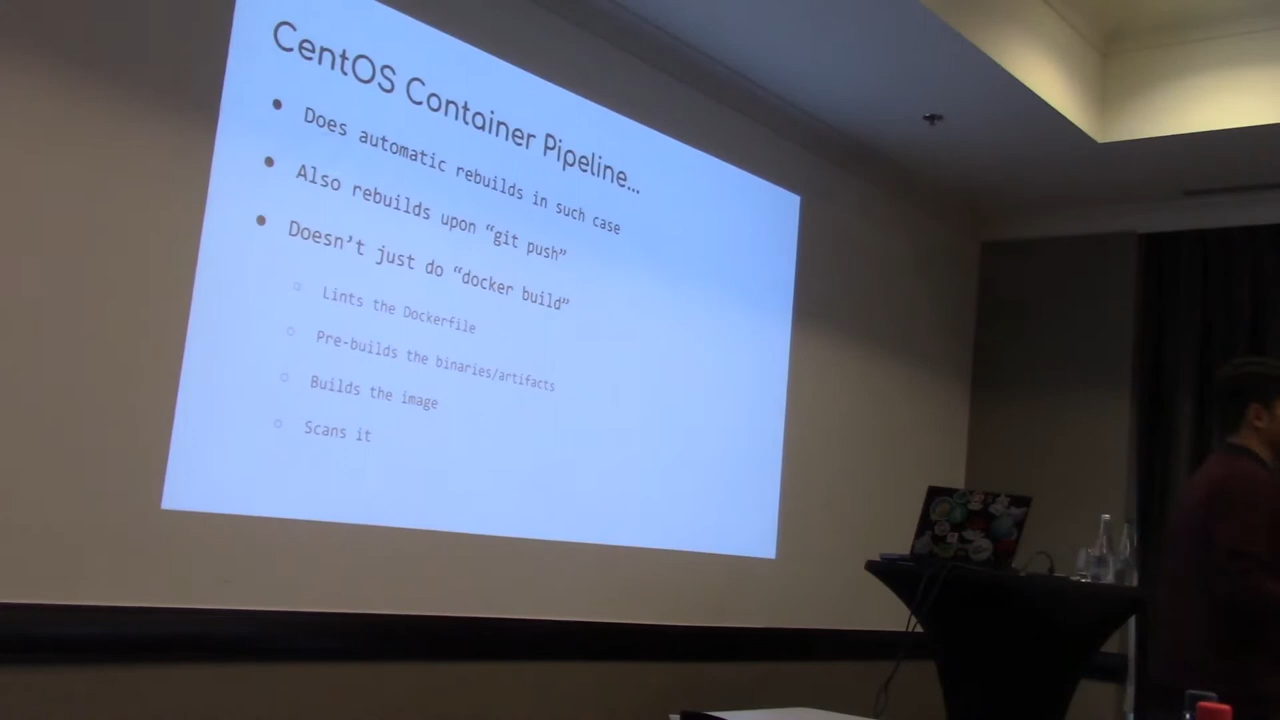 CentOS Container Pipeline...
Does automatic rebuilds in such case
Also rebuilds upon “git push”
Doesn’t just do “docker build”
Lints the Dockerfile
Pre-builds the binaries/artifacts
Builds the image
Scans it